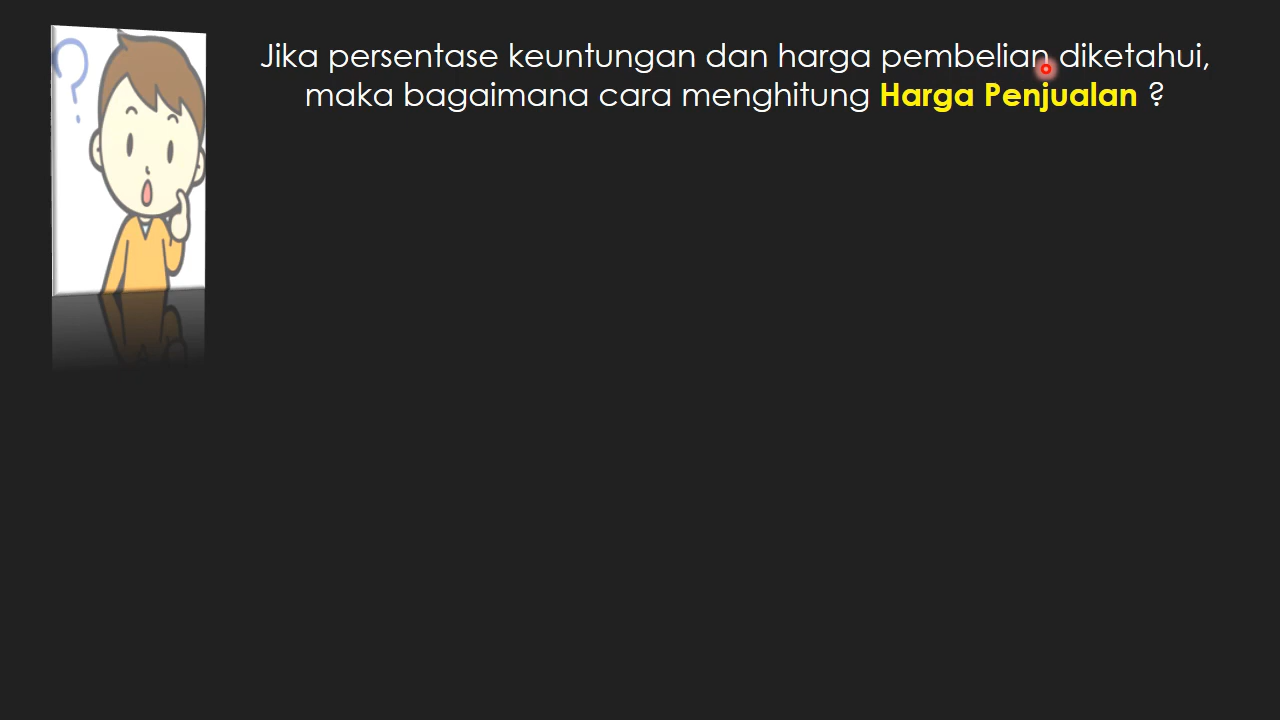 ?
Jika persentase keuntungan dan harga pembelian diketahui,
maka bagaimana cara menghitung Harga Penjualan ?